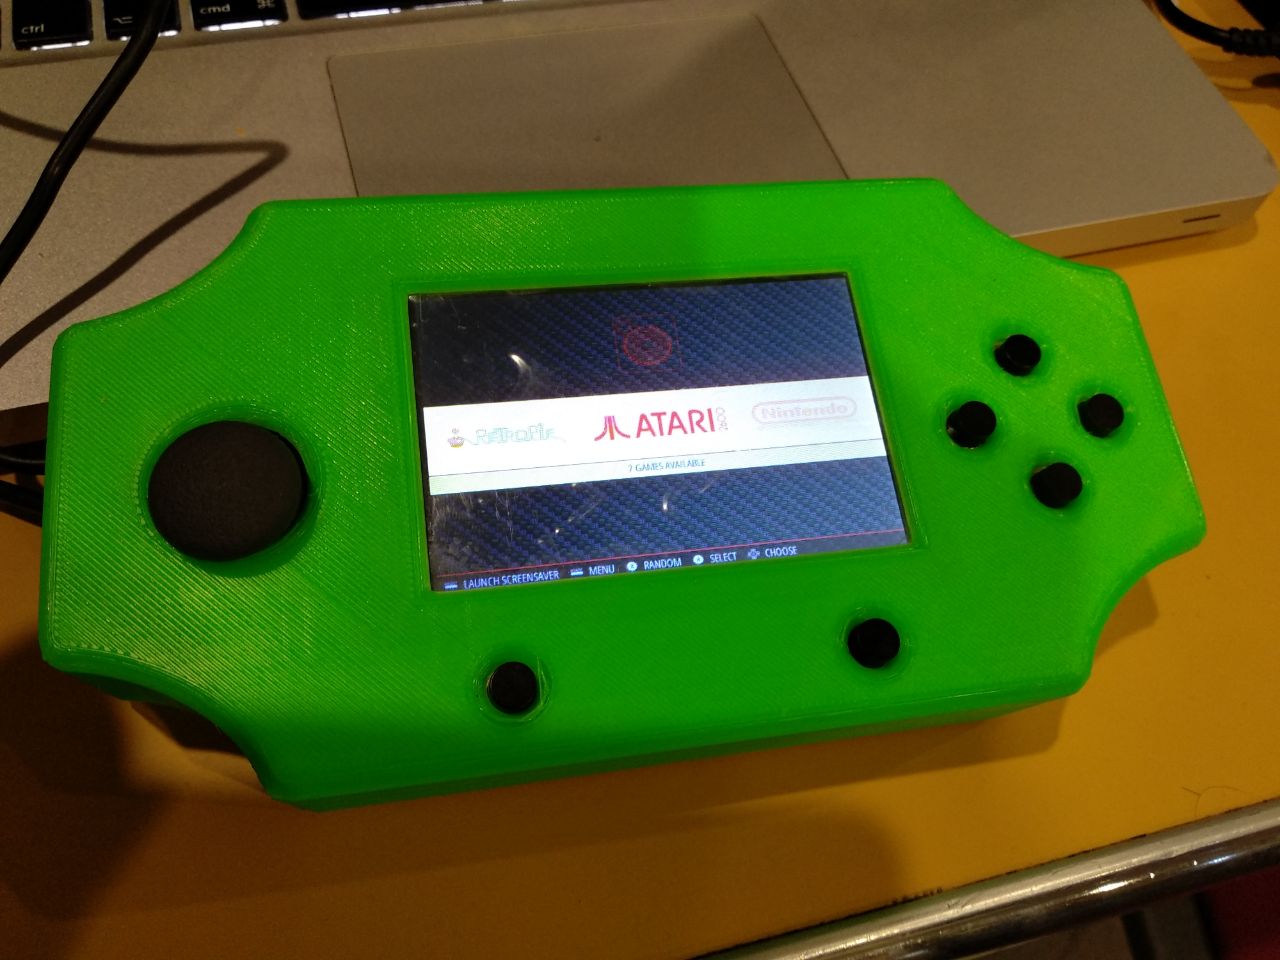 ctrl
cmd ⌘
RETROPIE ATARI 2600 Nintendo
7 GAMES AVAILABLE
LAUNCH SCREENSAVER MENU RANDOM SELECT CHOOSE